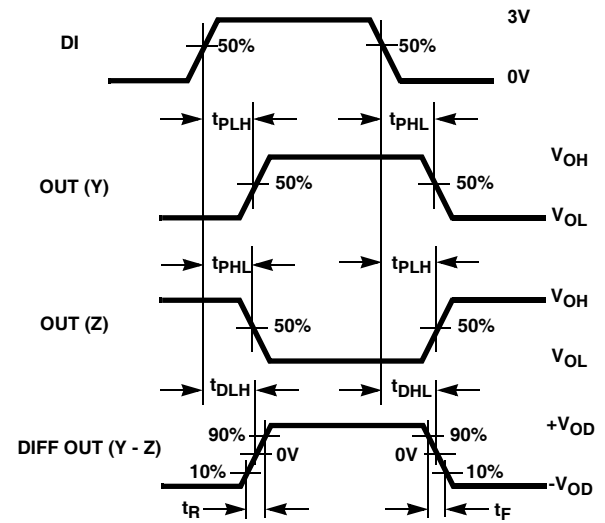 3V
DI
50%
50%
0V
tPLH
tPHL
VOH
OUT (Y)
50%
50%
VOL
tPHL
tPLH
VOH
OUT (Z)
50%
50%
VOL
tDLH
tDHL
+VOD
90%
90%
DIFF OUT (Y - Z)
0V
0V
10%
10%
-VOD
tR
tF